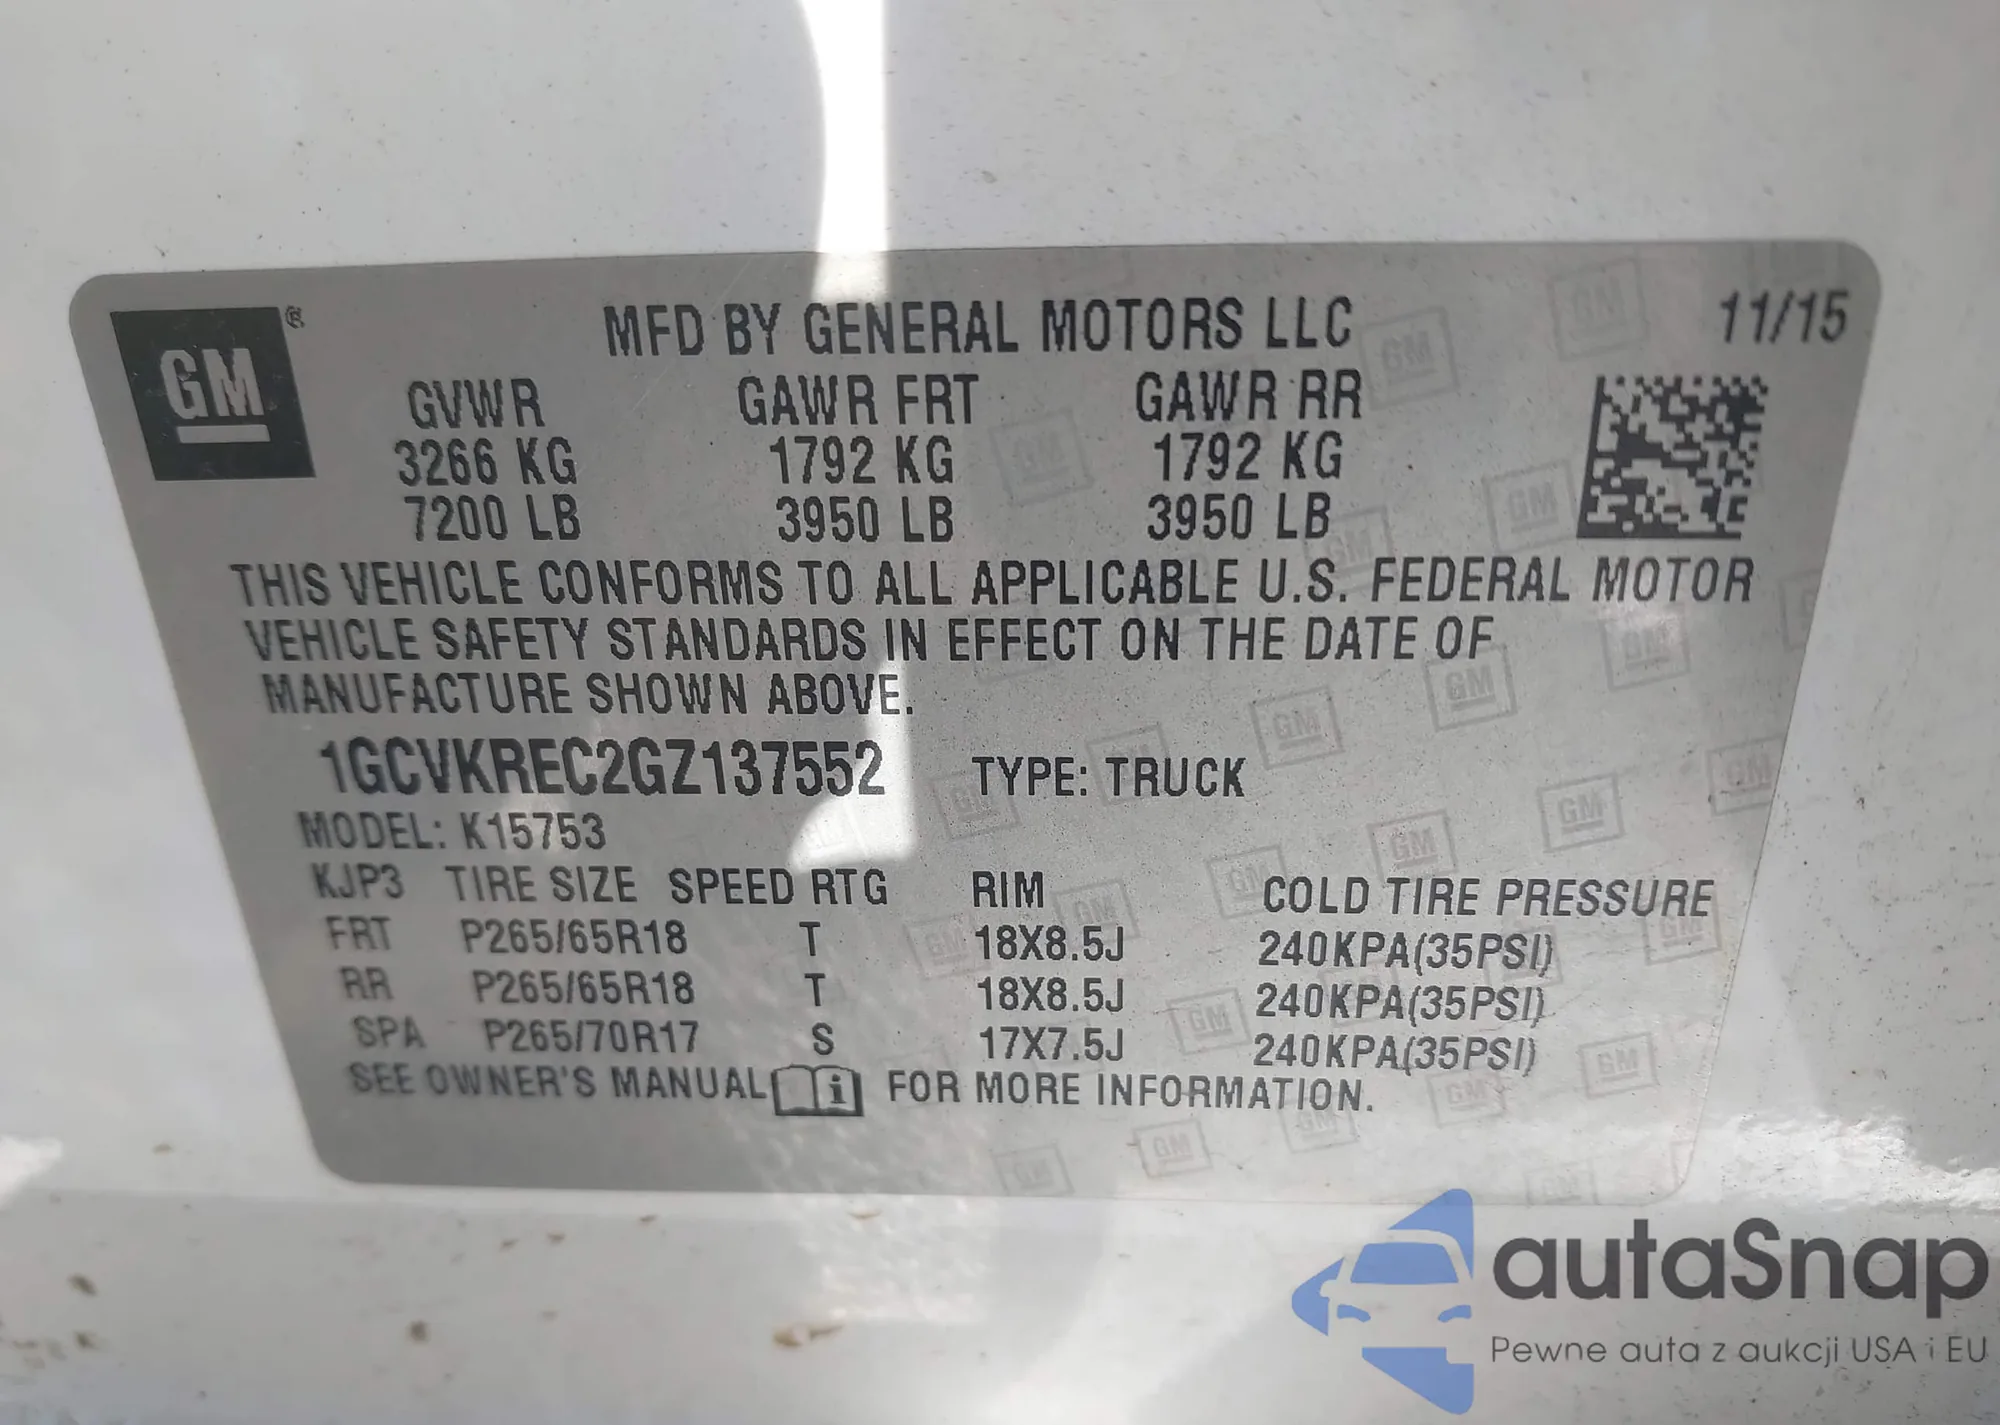 GM®
MFD BY GENERAL MOTORS LLC 11/15
GVWR GAWR FRT GAWR RR
3266 KG 1792 KG 1792 KG
7200 LB 3950 LB 3950 LB
THIS VEHICLE CONFORMS TO ALL APPLICABLE U.S. FEDERAL MOTOR
VEHICLE SAFETY STANDARDS IN EFFECT ON THE DATE OF
MANUFACTURE SHOWN ABOVE.
1GCVKREC2GZ137552 TYPE: TRUCK
MODEL: K15753
KJP3 TIRE SIZE SPEED RTG RIM COLD TIRE PRESSURE
FRT P265/65R18 T 18X8.5J 240KPA(35PSI)
RR P265/65R18 T 18X8.5J 240KPA(35PSI)
SPA P265/70R17 S 17X7.5J 240KPA(35PSI)
SEE OWNER'S MANUAL i FOR MORE INFORMATION.
autaSnap
Pewne auta z aukcji USA i EU